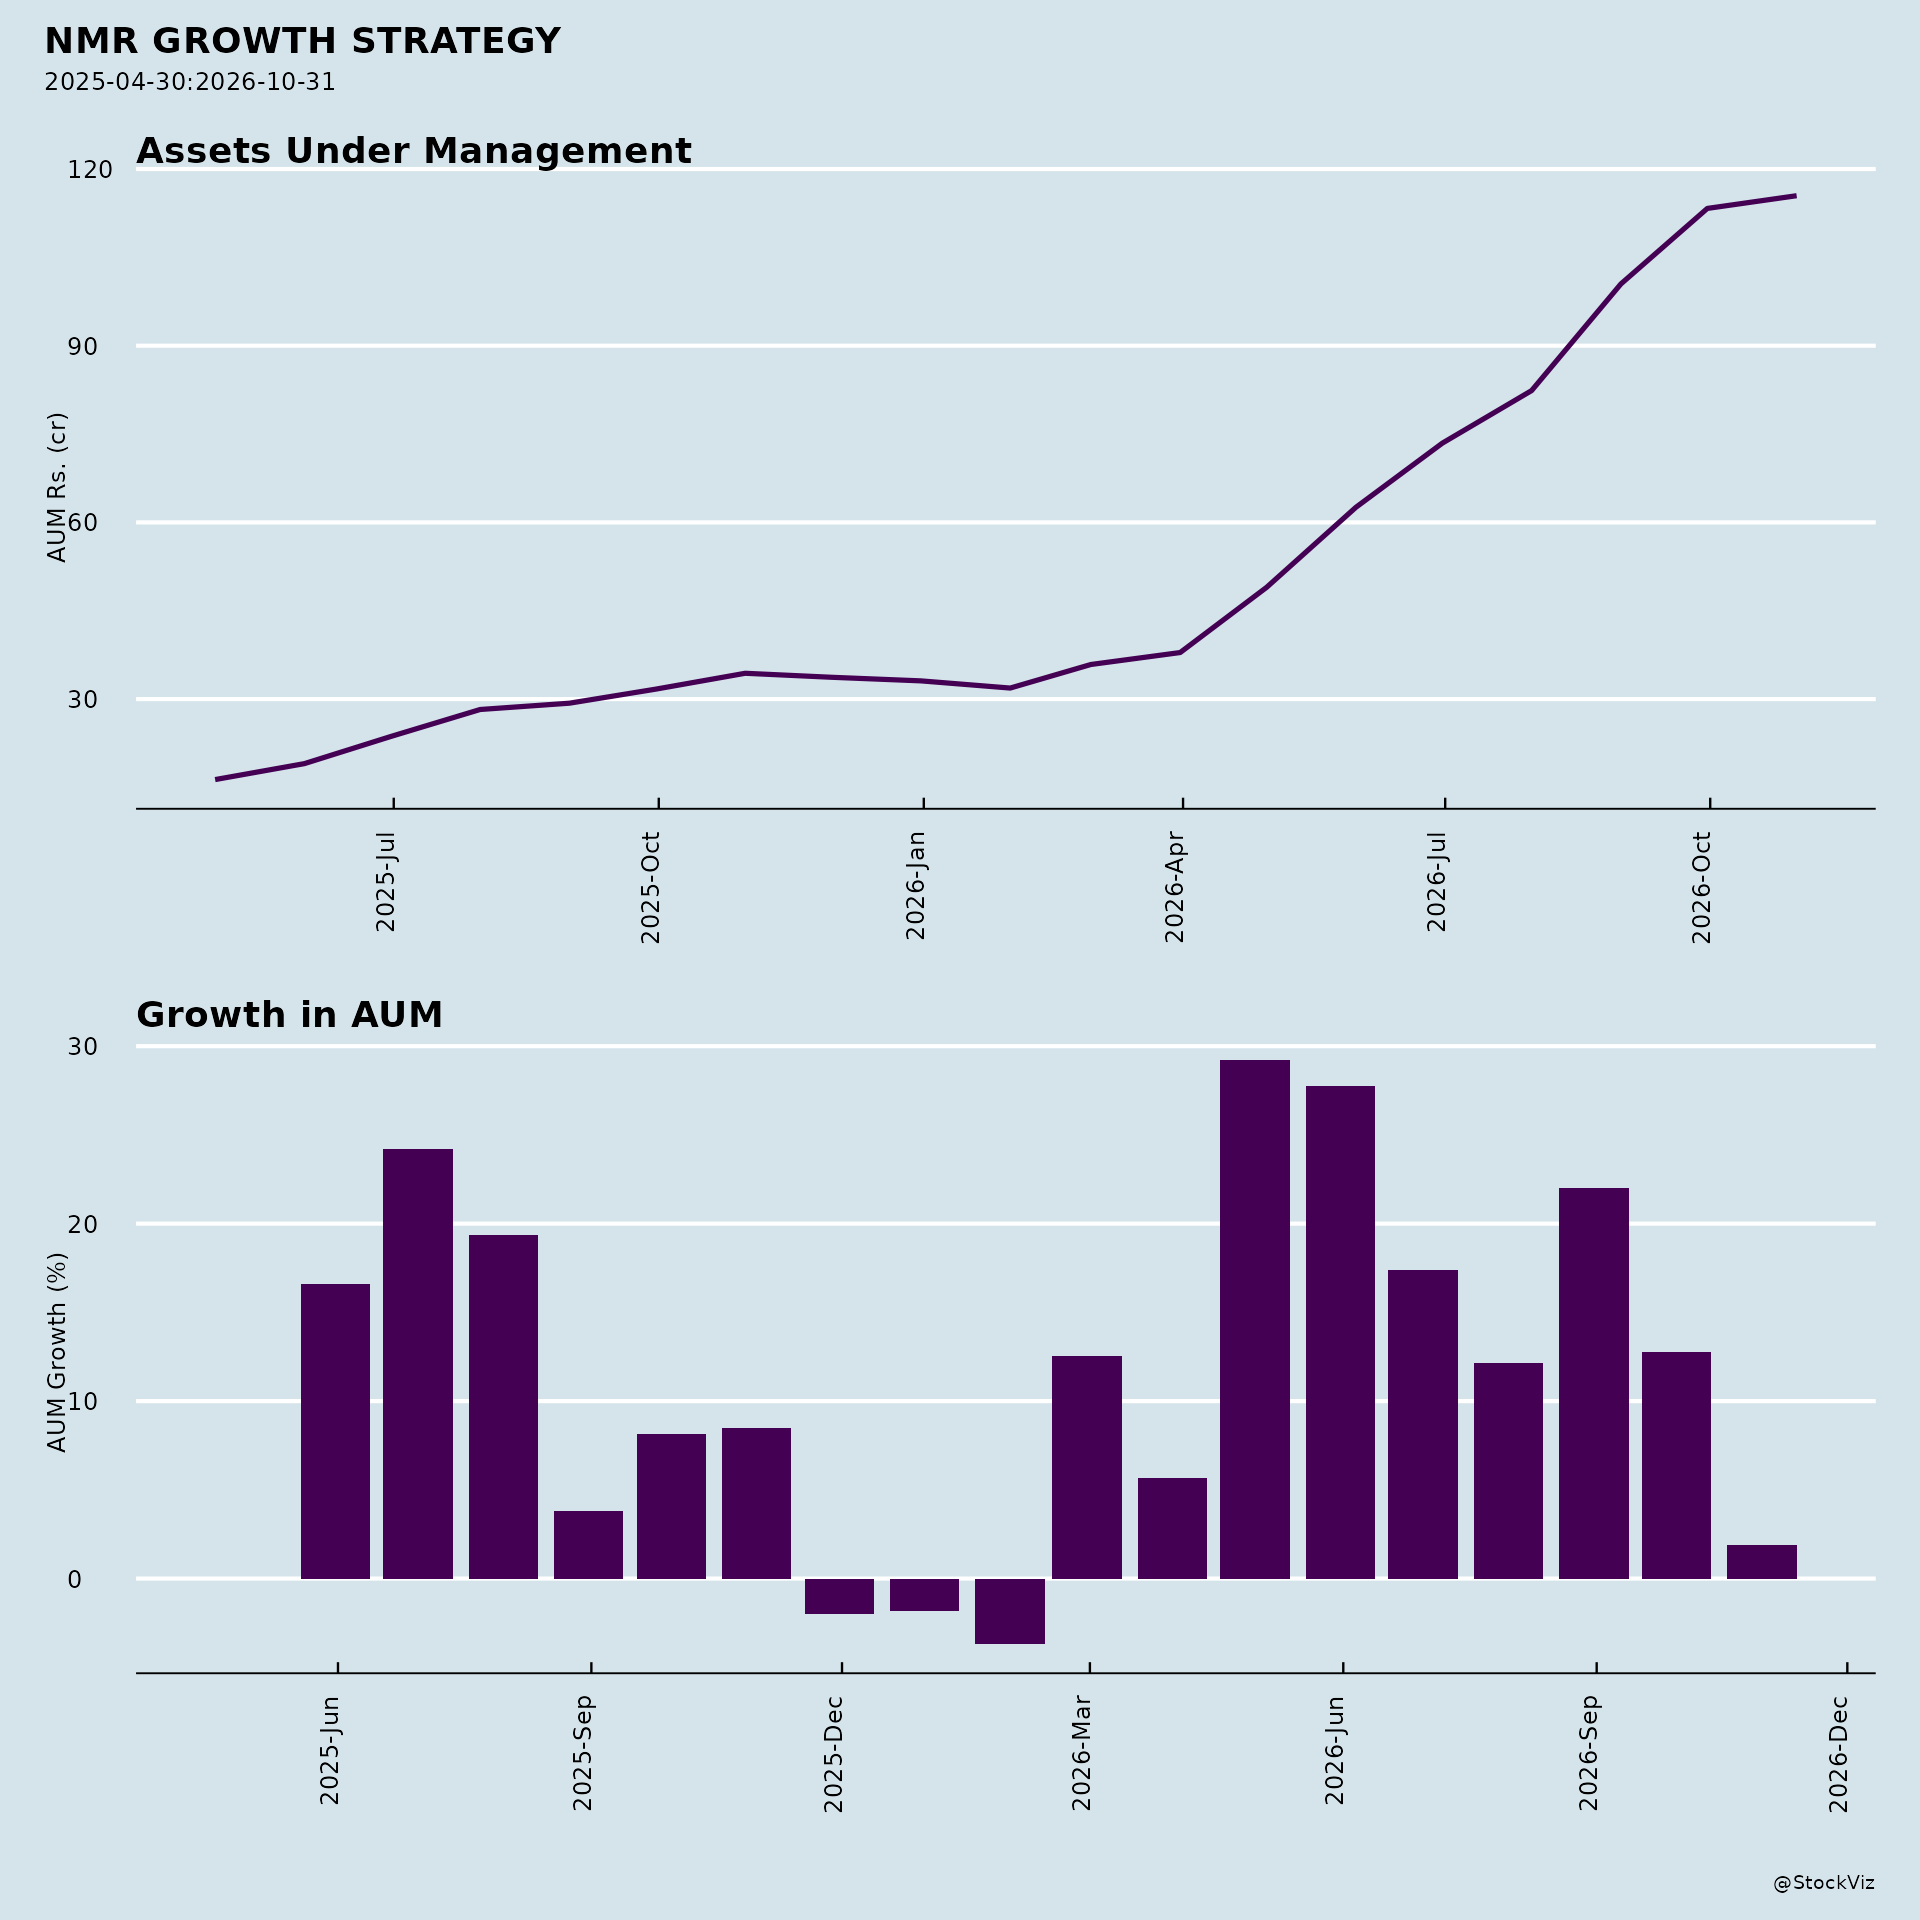 NMR GROWTH STRATEGY
2025-04-30:2026-10-31
Assets Under Management
120
90
60
30
AUM Rs. (cr)
2025-Jul
2025-Oct
2026-Jan
2026-Apr
2026-Jul
2026-Oct
Growth in AUM
30
20
10
0
AUM Growth (%)
2025-Jun
2025-Sep
2025-Dec
2026-Mar
2026-Jun
2026-Sep
2026-Dec
@StockViz